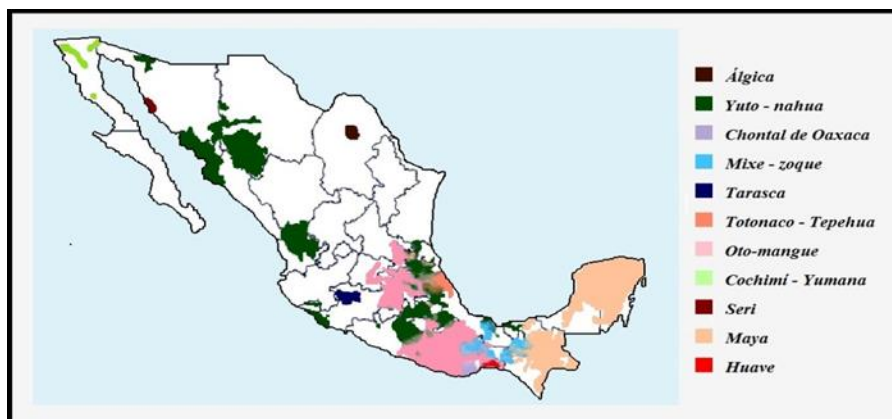 Álgica
Yuto - nahua
Chontal de Oaxaca
Mixe - zoque
Tarasca
Totonaco - Tepehua
Oto-mangue
Cochimí - Yumana
Seri
Maya
Huave